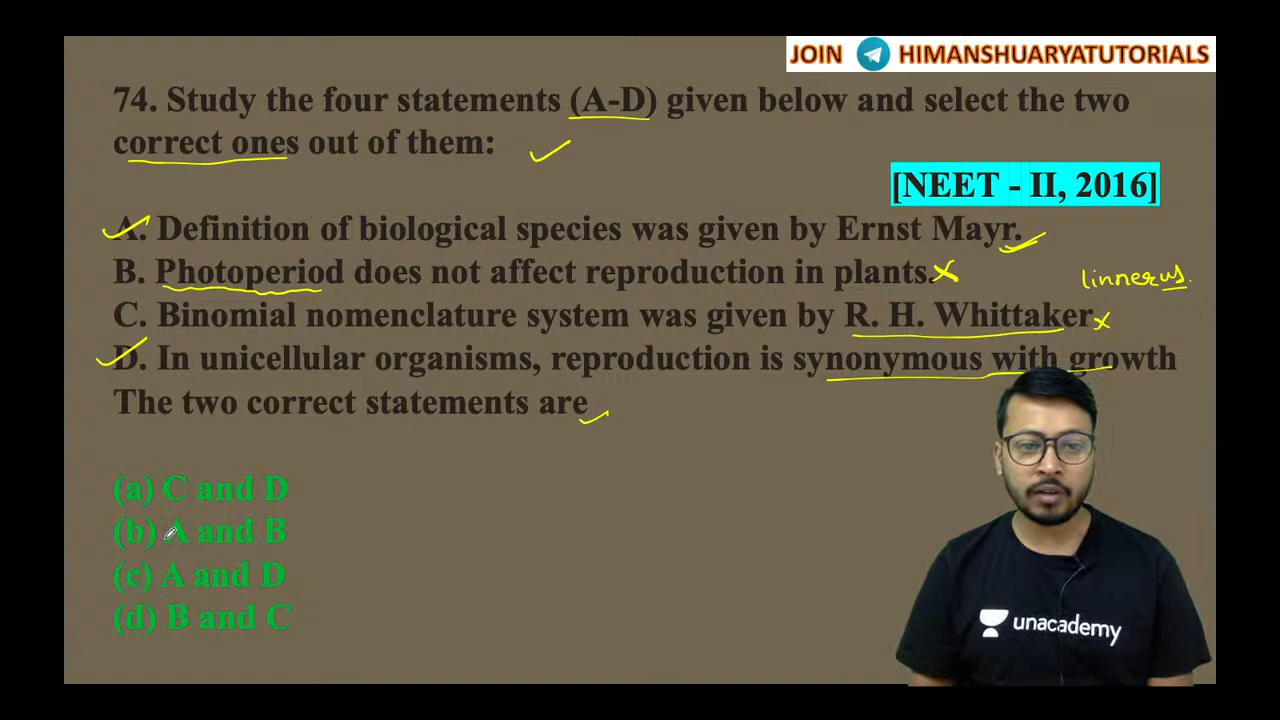 JOIN HIMANSHUARYATUTORIALS
74. Study the four statements (A-D) given below and select the two
correct ones out of them:
[NEET - II, 2016]
A. Definition of biological species was given by Ernst Mayr.
B. Photoperiod does not affect reproduction in plants.
linnerus.
C. Binomial nomenclature system was given by R. H. Whittaker
D. In unicellular organisms, reproduction is synonymous with growth
The two correct statements are
(a) C and D
(b) A and B
(c) A and D
(d) B and C
unacademy